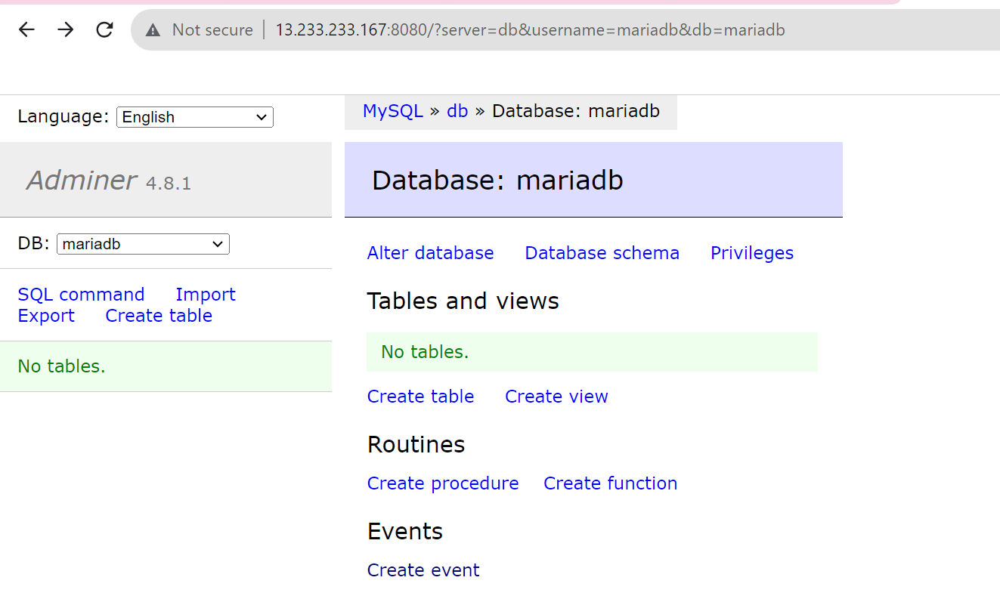 Not secure 13.233.233.167:8080/?server=db&username=mariadb&db=mariadb
Language: English
MySQL » db » Database: mariadb
Adminer 4.8.1
Database: mariadb
DB: mariadb
SQL command Import
Export Create table
No tables.
Alter database Database schema Privileges
Tables and views
No tables.
Create table Create view
Routines
Create procedure Create function
Events
Create event